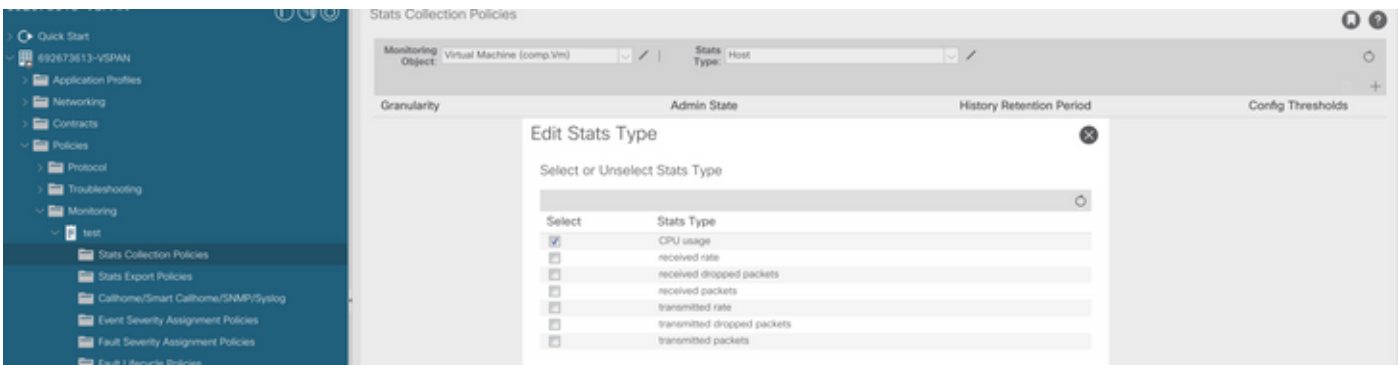 Quick Start
692673613-VSPAN
Application Profiles
Networking
Contracts
Policies
Protocol
Troubleshooting
Monitoring
test
Stats Collection Policies
Stats Export Policies
Callhome/Smart Callhome/SNMP/Syslog
Event Severity Assignment Policies
Fault Severity Assignment Policies
Fault Lifecycle Policies
Stats Collection Policies
Monitoring Object: Virtual Machine (comp.Vm) Stats Type: Host
Granularity Admin State History Retention Period Config Thresholds
Edit Stats Type
Select or Unselect Stats Type
Select Stats Type
CPU usage
received rate
received dropped packets
received packets
transmitted rate
transmitted dropped packets
transmitted packets